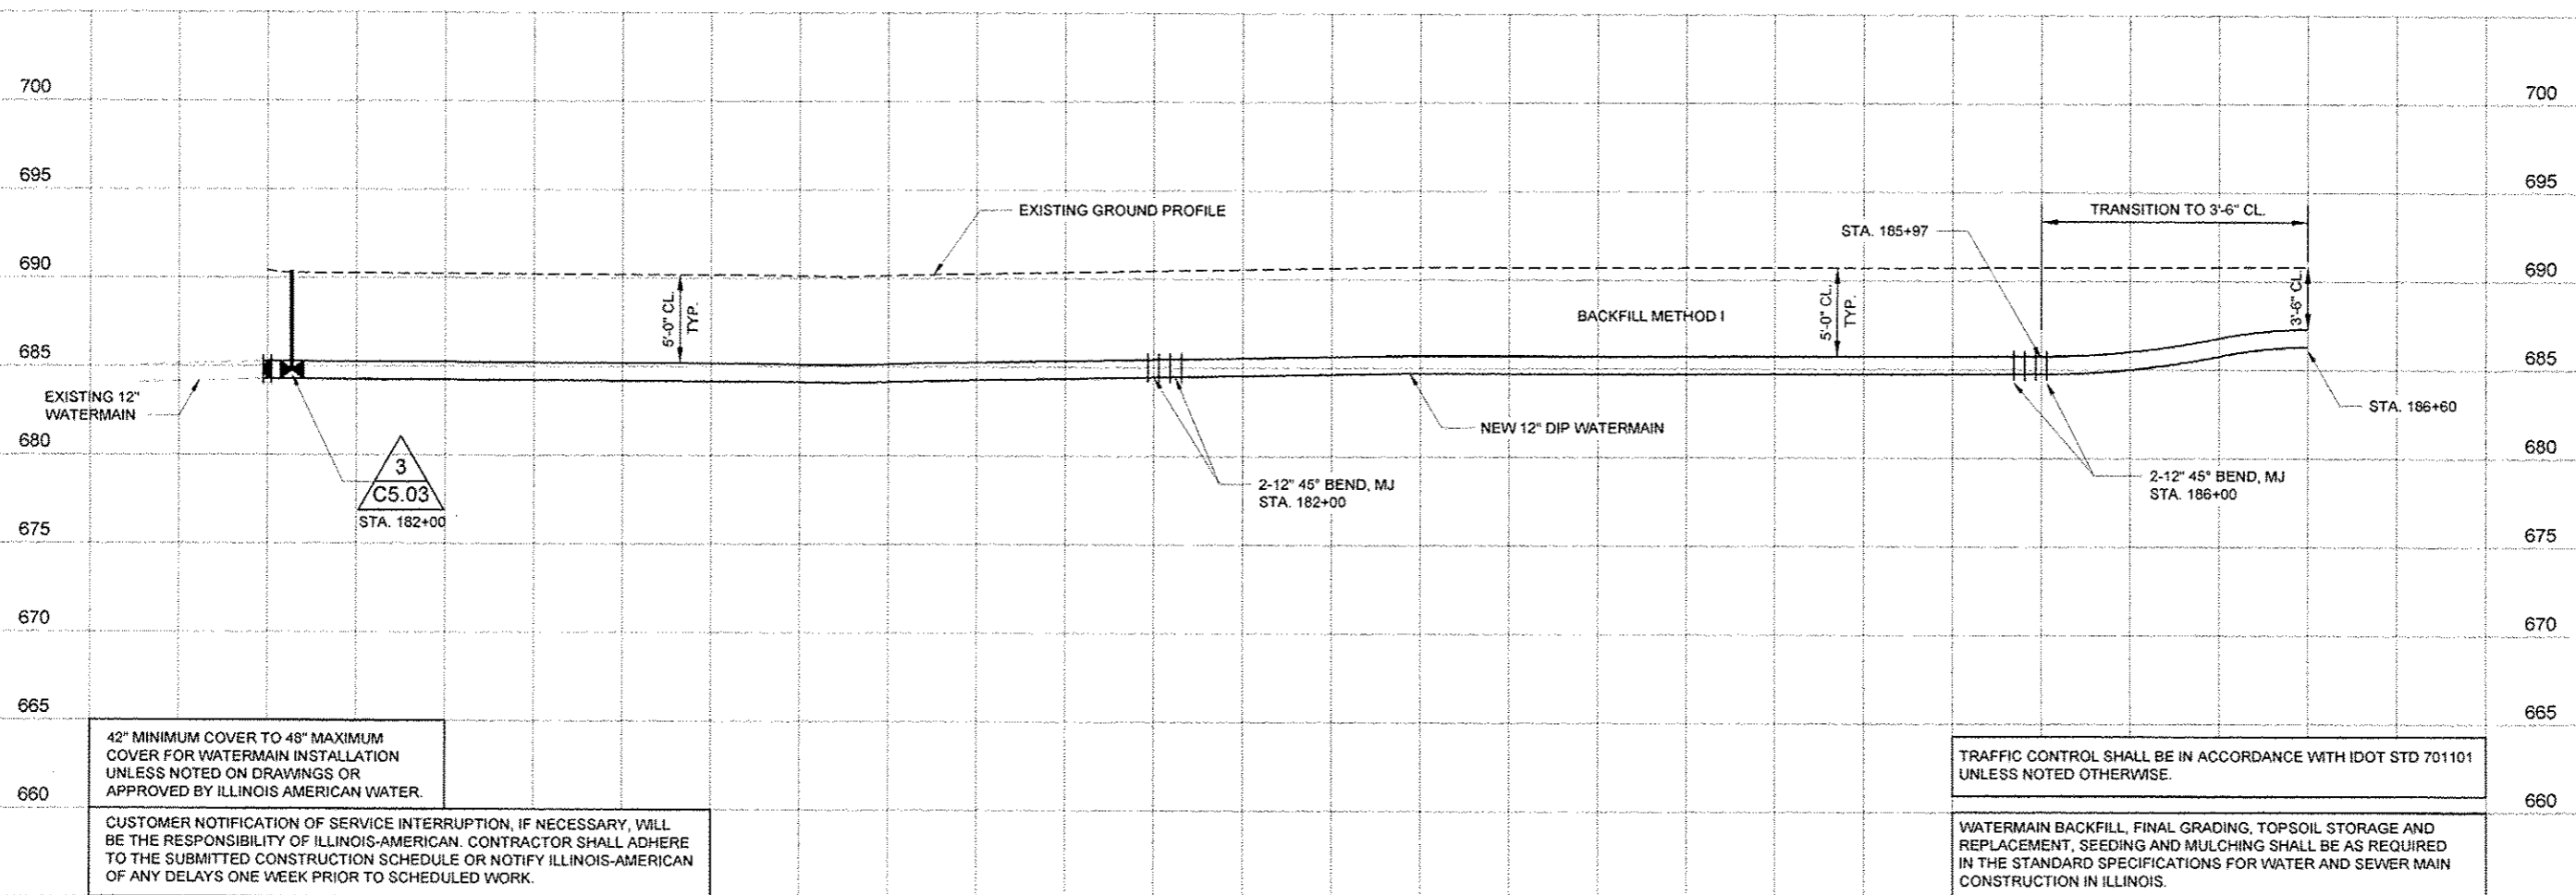 700
700
695
695
TRANSITION TO 3'-6" CL.
EXISTING GROUND PROFILE
STA. 185+97
690
690
5'-0" CL.
TYP.
5'-0" CL.
TYP.
3'-6" CL.
BACKFILL METHOD I
685
685
EXISTING 12"
WATERMAIN
STA. 186+60
NEW 12" DIP WATERMAIN
680
680
3
C5.03
STA. 182+00
2-12" 45° BEND, MJ
STA. 182+00
2-12" 45° BEND, MJ
STA. 186+00
675
675
670
670
665
665
42" MINIMUM COVER TO 48" MAXIMUM
COVER FOR WATERMAIN INSTALLATION
UNLESS NOTED ON DRAWINGS OR
APPROVED BY ILLINOIS AMERICAN WATER.
TRAFFIC CONTROL SHALL BE IN ACCORDANCE WITH IDOT STD 701101
UNLESS NOTED OTHERWISE.
660
660
CUSTOMER NOTIFICATION OF SERVICE INTERRUPTION, IF NECESSARY, WILL
BE THE RESPONSIBILITY OF ILLINOIS-AMERICAN. CONTRACTOR SHALL ADHERE
TO THE SUBMITTED CONSTRUCTION SCHEDULE OR NOTIFY ILLINOIS-AMERICAN
OF ANY DELAYS ONE WEEK PRIOR TO SCHEDULED WORK.
WATERMAIN BACKFILL, FINAL GRADING, TOPSOIL STORAGE AND
REPLACEMENT, SEEDING AND MULCHING SHALL BE AS REQUIRED
IN THE STANDARD SPECIFICATIONS FOR WATER AND SEWER MAIN
CONSTRUCTION IN ILLINOIS.